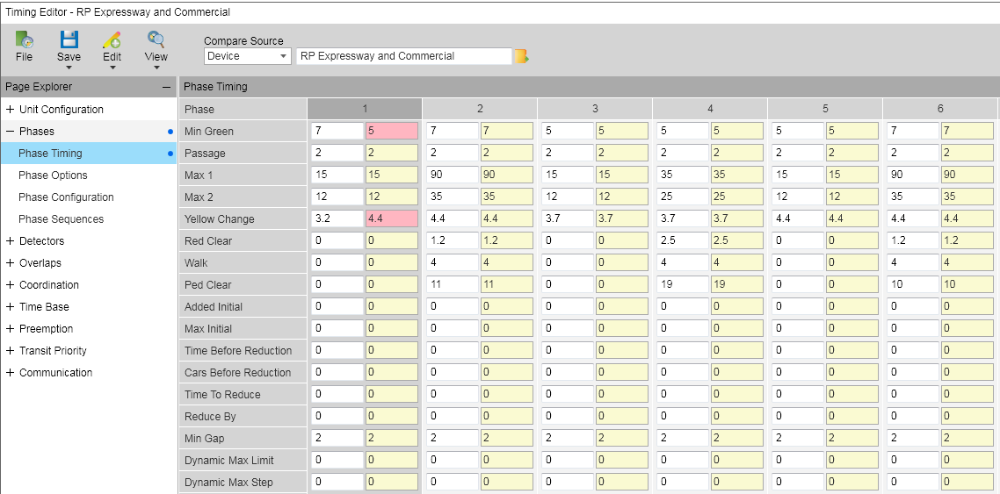 Timing Editor - RP Expressway and Commercial
File Save Edit View
Compare Source
Device RP Expressway and Commercial
Page Explorer
Unit Configuration
Phases
Phase Timing
Phase Options
Phase Configuration
Phase Sequences
Detectors
Overlaps
Coordination
Time Base
Preemption
Transit Priority
Communication
Phase Timing
Phase 1 2 3 4 5 6
Min Green 7 5 7 7 5 5 5 5 5 5 7 7
Passage 2 2 2 2 2 2 2 2 2 2 2 2
Max 1 15 15 90 90 15 15 35 35 15 15 90 90
Max 2 12 12 35 35 12 12 25 25 12 12 35 35
Yellow Change 3.2 4.4 4.4 4.4 3.7 3.7 3.7 3.7 4.4 4.4 4.4 4.4
Red Clear 0 0 1.2 1.2 0 0 2.5 2.5 0 0 1.2 1.2
Walk 0 0 4 4 0 0 4 4 0 0 4 4
Ped Clear 0 0 11 11 0 0 19 19 0 0 10 10
Added Initial 0 0 0 0 0 0 0 0 0 0 0 0
Max Initial 0 0 0 0 0 0 0 0 0 0 0 0
Time Before Reduction 0 0 0 0 0 0 0 0 0 0 0 0
Cars Before Reduction 0 0 0 0 0 0 0 0 0 0 0 0
Time To Reduce 0 0 0 0 0 0 0 0 0 0 0 0
Reduce By 0 0 0 0 0 0 0 0 0 0 0 0
Min Gap 2 2 2 2 2 2 2 2 2 2 2 2
Dynamic Max Limit 0 0 0 0 0 0 0 0 0 0 0 0
Dynamic Max Step 0 0 0 0 0 0 0 0 0 0 0 0